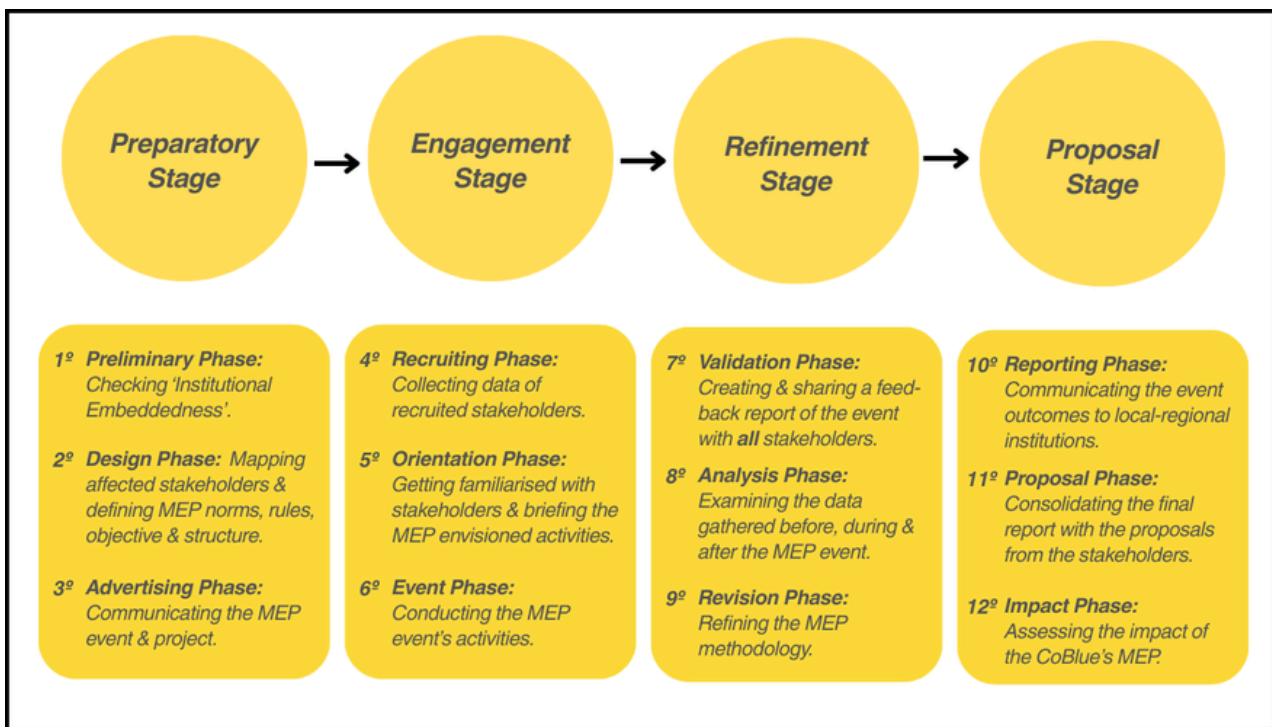 Preparatory
Stage
Engagement
Stage
Refinement
Stage
Proposal
Stage
1º Preliminary Phase:
Checking ‘Institutional
Embeddedness’.
2º Design Phase: Mapping
affected stakeholders &
defining MEP norms, rules,
objective & structure.
3º Advertising Phase:
Communicating the MEP
event & project.
4º Recruiting Phase:
Collecting data of
recruited stakeholders.
5º Orientation Phase:
Getting familiarised with
stakeholders & briefing the
MEP envisioned activities.
6º Event Phase:
Conducting the MEP
event’s activities.
7º Validation Phase:
Creating & sharing a feed-
back report of the event
with all stakeholders.
8º Analysis Phase:
Examining the data
gathered before, during &
after the MEP event.
9º Revision Phase:
Refining the MEP
methodology.
10º Reporting Phase:
Communicating the event
outcomes to local-regional
institutions.
11º Proposal Phase:
Consolidating the final
report with the proposals
from the stakeholders.
12º Impact Phase:
Assessing the impact of
the CoBlue’s MEP.